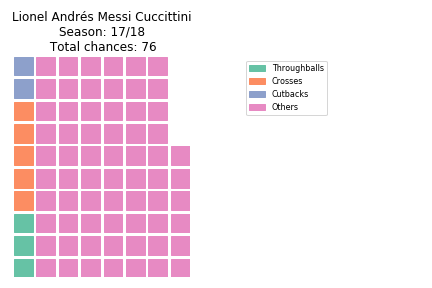 Lionel Andrés Messi Cuccittini
Season: 17/18
Total chances: 76
Throughballs
Crosses
Cutbacks
Others